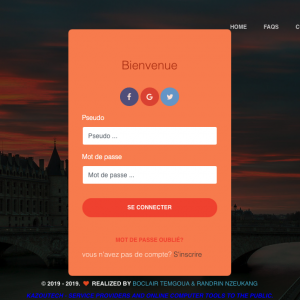 HOME FAQS C
Bienvenue
f G
Pseudo
Pseudo ...
Mot de passe
Mot de passe ...
SE CONNECTER
MOT DE PASSE OUBLIÉ?
vous n'avez pas de compte? S'inscrire
© 2019 - 2019. REALIZED BY BOCLAIR TEMGOUA & RANDRIN NZEUKANG